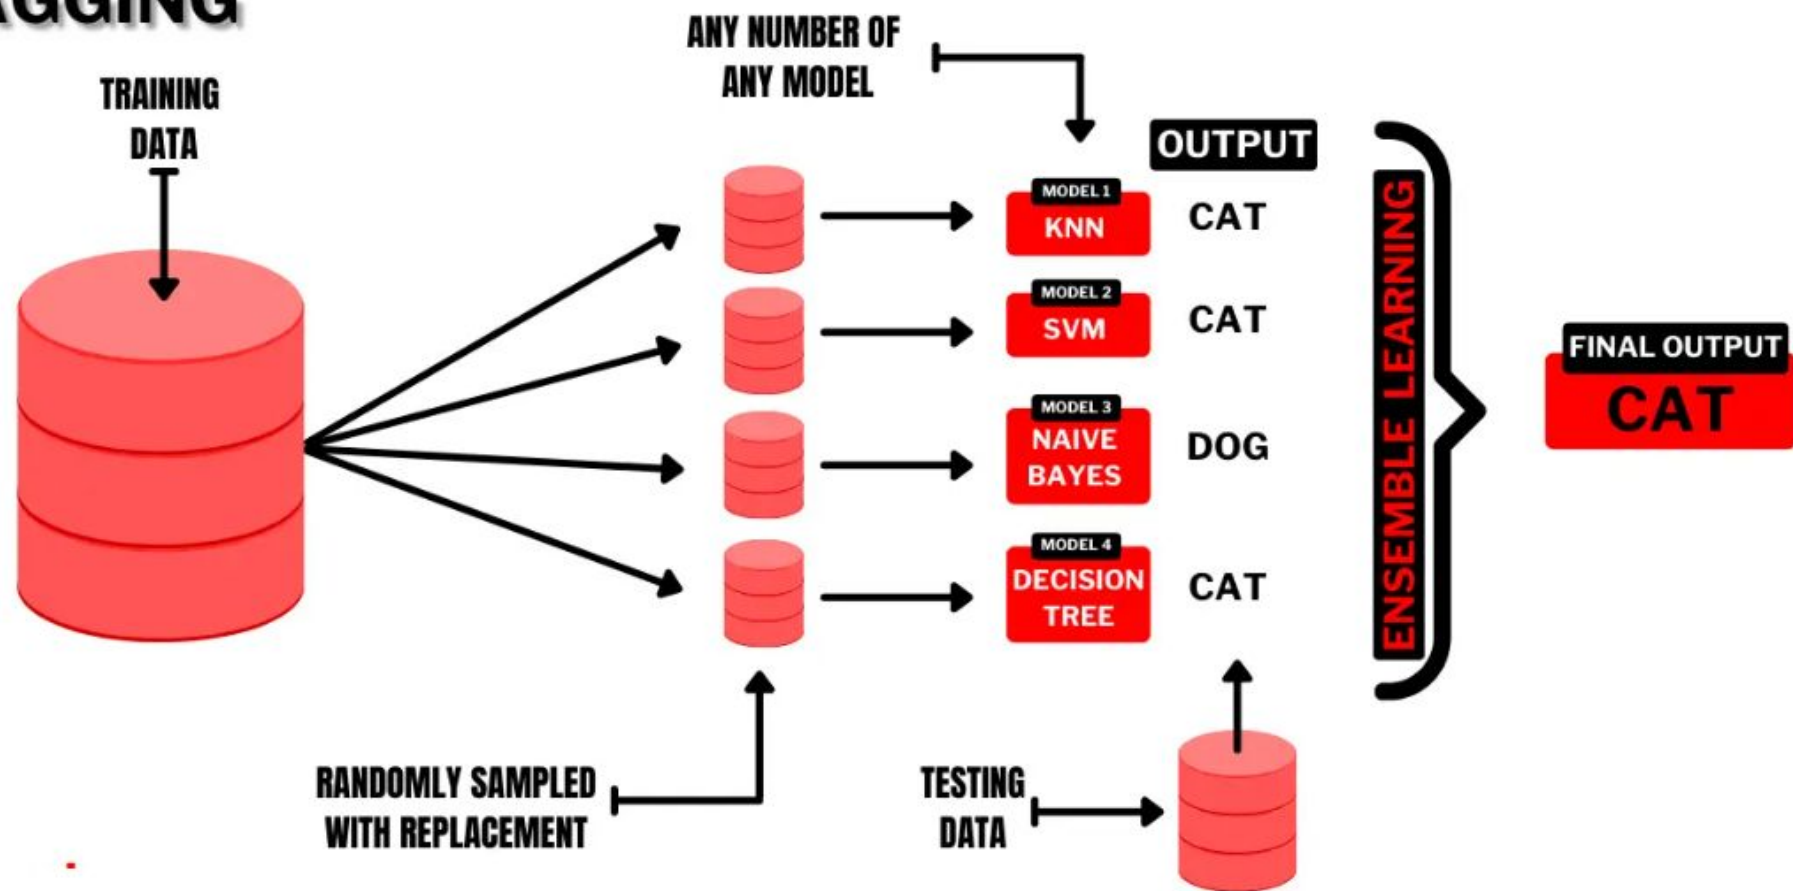 AGGING
ANY NUMBER OF
ANY MODEL
TRAINING
DATA
OUTPUT
MODEL 1
KNN
CAT
MODEL 2
SVM
CAT
MODEL 3
NAIVE
BAYES
DOG
MODEL 4
DECISION
TREE
CAT
ENSEMBLE LEARNING
FINAL OUTPUT
CAT
RANDOMLY SAMPLED
WITH REPLACEMENT
TESTING
DATA